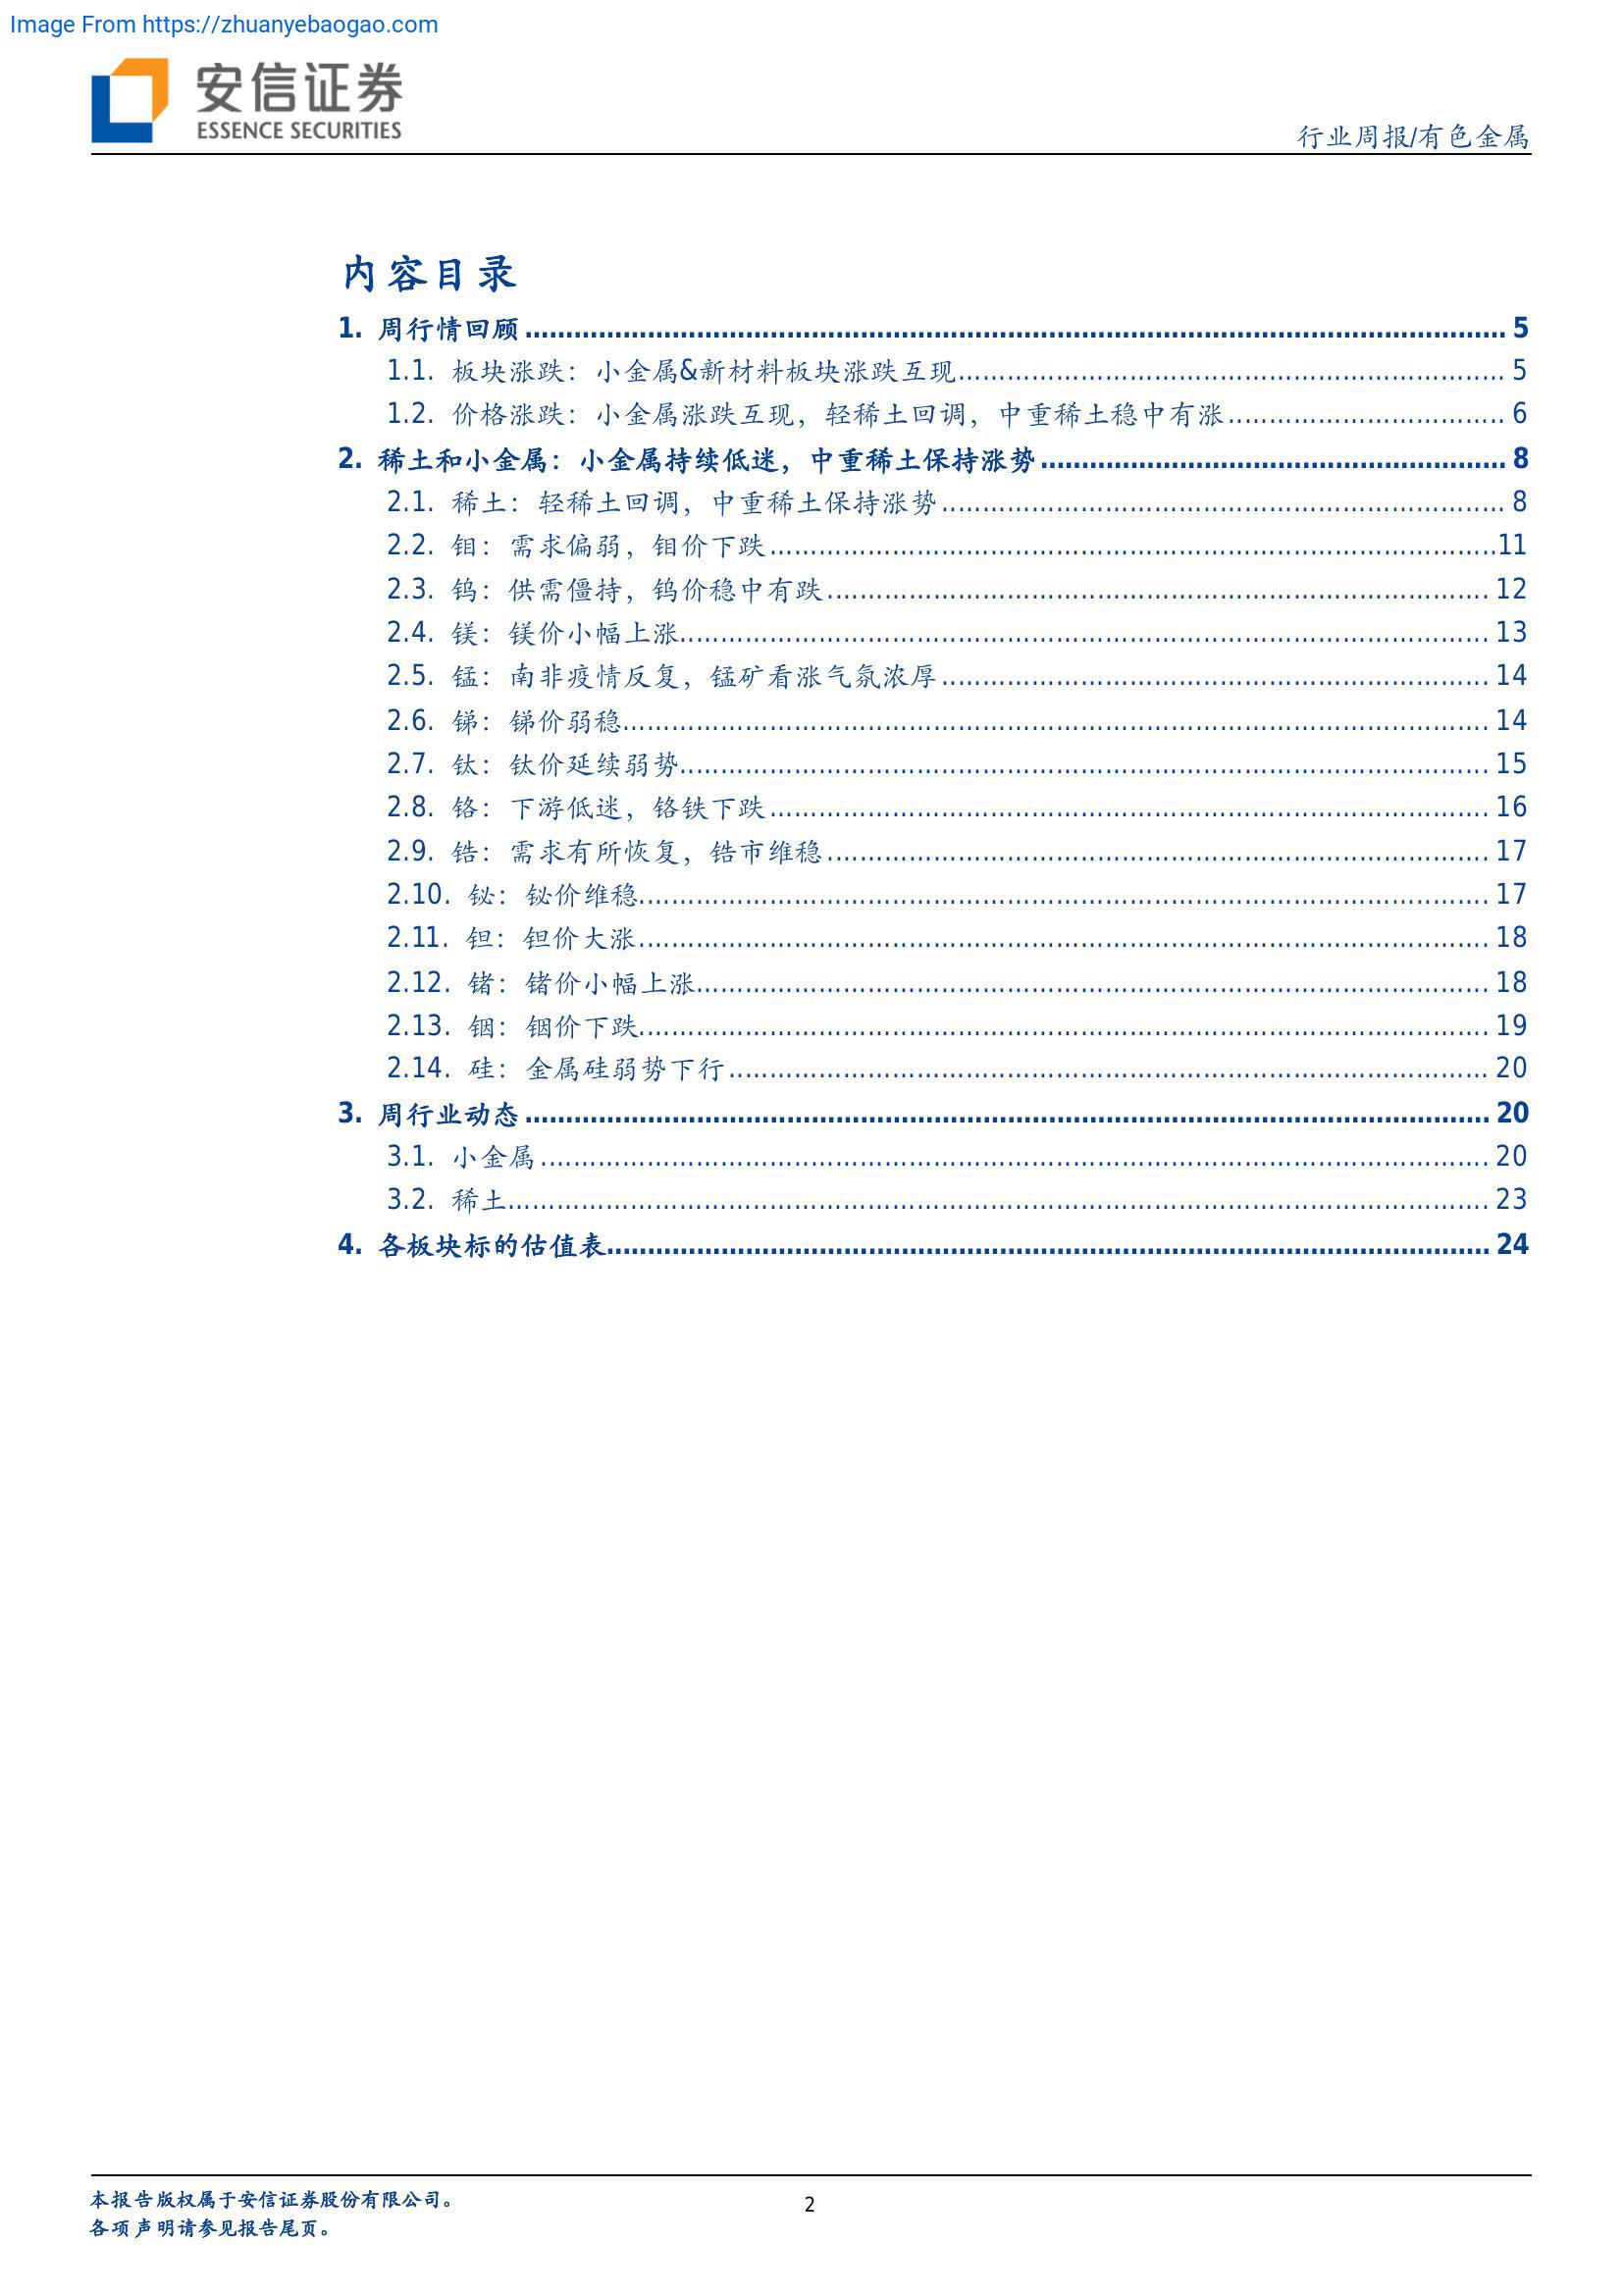 Image From https://zhuanyebaogao.com
安信证券
ESSENCE SECURITIES
行业周报/有色金属
内容目录
1. 周行情回顾 5
1.1. 板块涨跌：小金属&新材料板块涨跌互现 5
1.2. 价格涨跌：小金属涨跌互现，轻稀土回调，中重稀土稳中有涨 6
2. 稀土和小金属：小金属持续低迷，中重稀土保持涨势 8
2.1. 稀土：轻稀土回调，中重稀土保持涨势 8
2.2. 钼：需求偏弱，钼价下跌 11
2.3. 钨：供需僵持，钨价稳中有跌 12
2.4. 镁：镁价小幅上涨 13
2.5. 锰：南非疫情反复，锰矿看涨气氛浓厚 14
2.6. 锑：锑价弱稳 14
2.7. 钛：钛价延续弱势 15
2.8. 铬：下游低迷，铬铁下跌 16
2.9. 锆：需求有所恢复，锆市维稳 17
2.10. 铋：铋价维稳 17
2.11. 钽：钽价大涨 18
2.12. 锗：锗价小幅上涨 18
2.13. 铟：铟价下跌 19
2.14. 硅：金属硅弱势下行 20
3. 周行业动态 20
3.1. 小金属 20
3.2. 稀土 23
4. 各板块标的估值表 24
本报告版权属于安信证券股份有限公司。
各项声明请参见报告尾页。
2